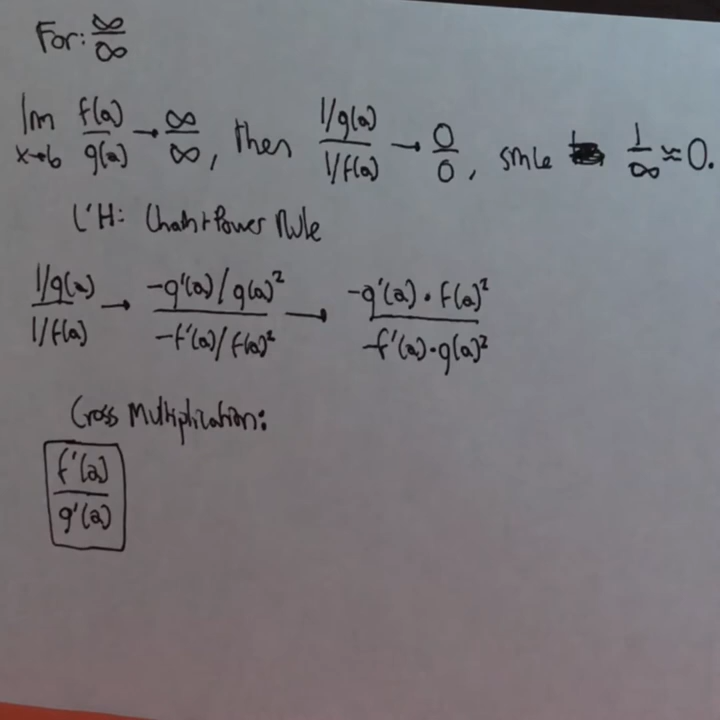 For: ∞/∞
lim x→b f(a)/g(a) → ∞/∞, then (1/g(a))/(1/f(a)) → 0/0, since 1/∞ ≈ 0.
L'H: Chain+Power Rule
(1/g(a))/(1/f(a)) → (-g'(a)/g(a)²)/(-f'(a)/f(a)²) → (-g'(a)·f(a)²)/(-f'(a)·g(a)²)
Cross Multiplication:
f'(a)/g'(a)